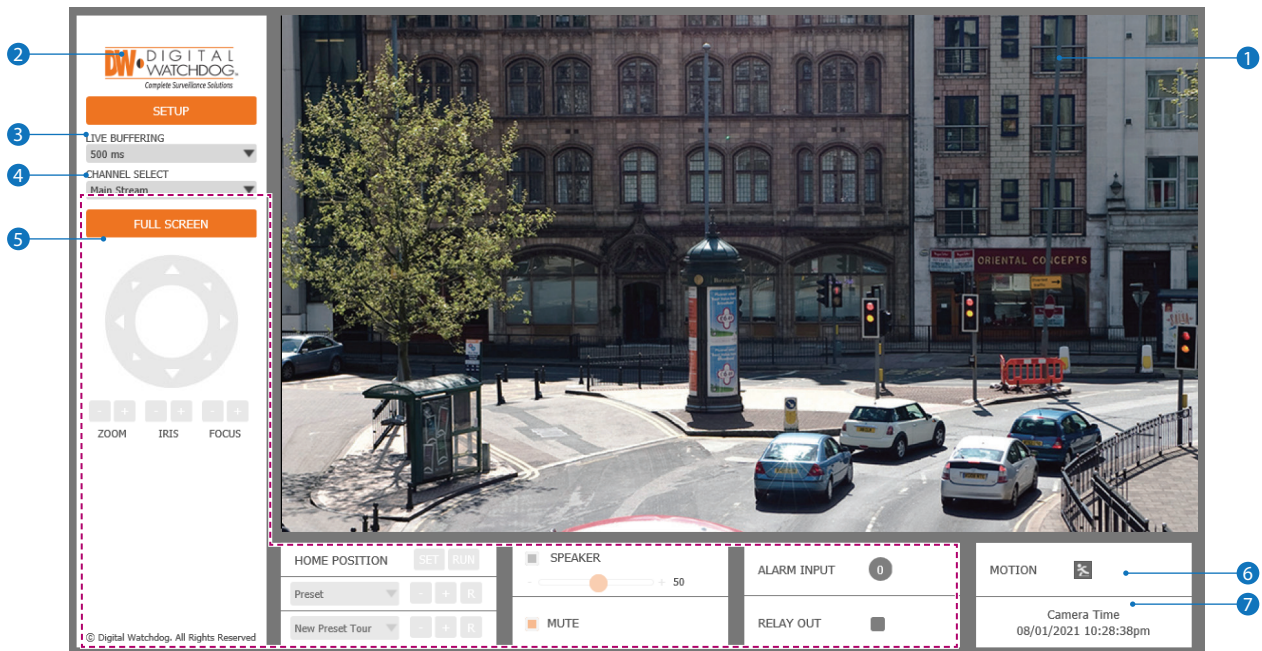 2
DW DIGITAL
WATCHDOG
Complete Surveillance Solutions
SETUP
3
LIVE BUFFERING
500 ms
4
CHANNEL SELECT
Main Stream
5
FULL SCREEN
- + - + - +
ZOOM IRIS FOCUS
© Digital Watchdog. All Rights Reserved
1
ORIENTAL CONCEPTS
HOME POSITION SET RUN
Preset - + R
New Preset Tour - + R
SPEAKER
- + 50
MUTE
ALARM INPUT 0
RELAY OUT
MOTION
6
7
Camera Time
08/01/2021 10:28:38pm